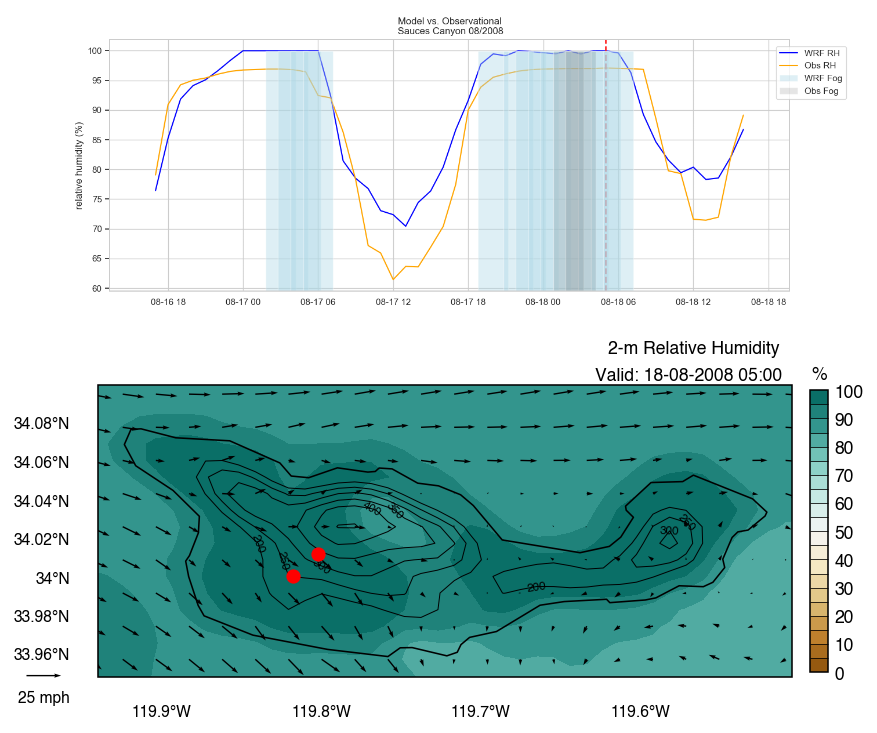 Model vs. Observational
Sauces Canyon 08/2008
relative humidity (%)
100
95
90
85
80
75
70
65
60
08-16 18
08-17 00
08-17 06
08-17 12
08-17 18
08-18 00
08-18 06
08-18 12
08-18 18
WRF RH
Obs RH
WRF Fog
Obs Fog
2-m Relative Humidity
Valid: 18-08-2008 05:00
%
34.08°N
34.06°N
34.04°N
34.02°N
34°N
33.98°N
33.96°N
25 mph
119.9°W
119.8°W
119.7°W
119.6°W
400
300
200
200
100
90
80
70
60
50
40
30
20
10
0